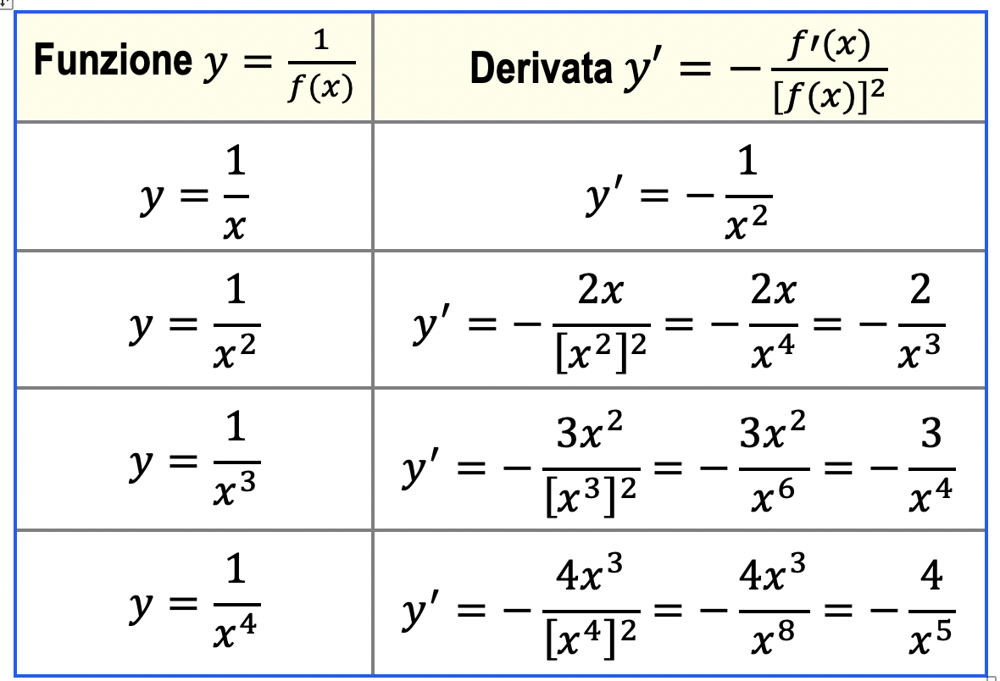 Funzione y = 1/f(x)
Derivata y′ = − f′(x)/[f(x)]²
y = 1/x
y′ = − 1/x²
y = 1/x²
y′ = − 2x/[x²]² = − 2x/x⁴ = − 2/x³
y = 1/x³
y′ = − 3x²/[x³]² = − 3x²/x⁶ = − 3/x⁴
y = 1/x⁴
y′ = − 4x³/[x⁴]² = − 4x³/x⁸ = − 4/x⁵